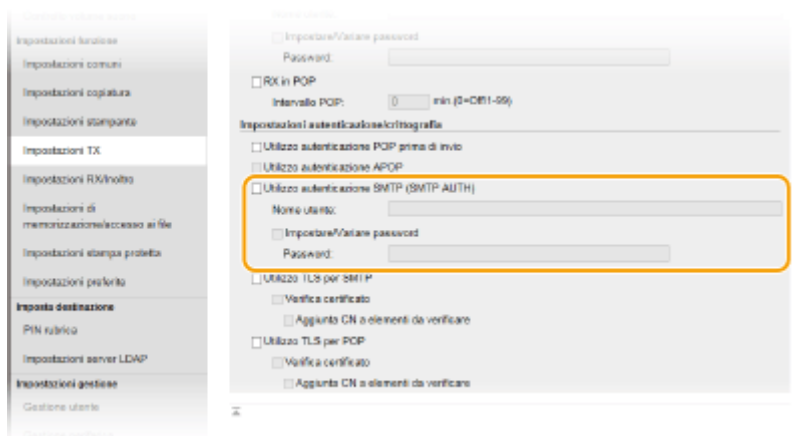 Impostazioni funzione
Impostazioni comuni
Impostazioni copiatura
Impostazioni stampante
Impostazioni TX
Impostazioni RX/Inoltro
Impostazioni di
memorizzazione/accesso ai file
Impostazioni stampa protetta
Impostazioni preferite
Imposta destinazione
PIN rubrica
Impostazioni server LDAP
Impostazioni gestione
Gestione utente
Impostare/Variare password
Password:
RX in POP
Intervallo POP:
0
min.(0=Off/1-99)
Impostazioni autenticazione/crittografia
Utilizzo autenticazione POP prima di invio
Utilizzo autenticazione APOP
Utilizzo autenticazione SMTP (SMTP AUTH)
Nome utente:
Impostare/Variare password
Password:
Utilizzo TLS per SMTP
Verifica certificato
Aggiunta CN a elementi da verificare
Utilizzo TLS per POP
Verifica certificato
Aggiunta CN a elementi da verificare